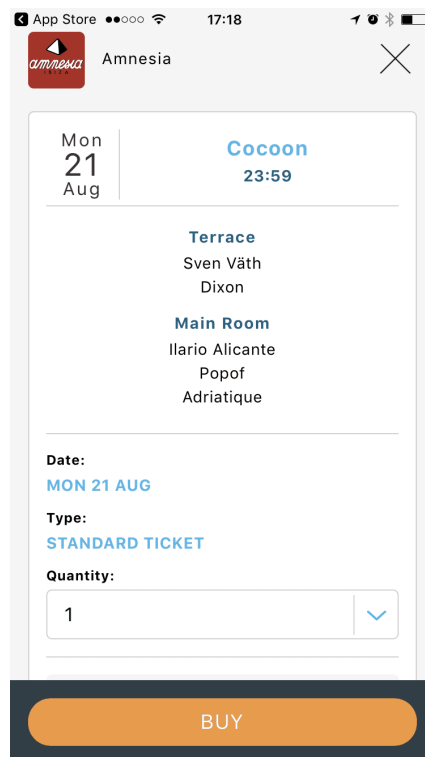 App Store
17:18
amnesia
IBIZA
Amnesia
Mon
21
Aug
Cocoon
23:59
Terrace
Sven Väth
Dixon
Main Room
Ilario Alicante
Popof
Adriatique
Date:
MON 21 AUG
Type:
STANDARD TICKET
Quantity:
1
BUY